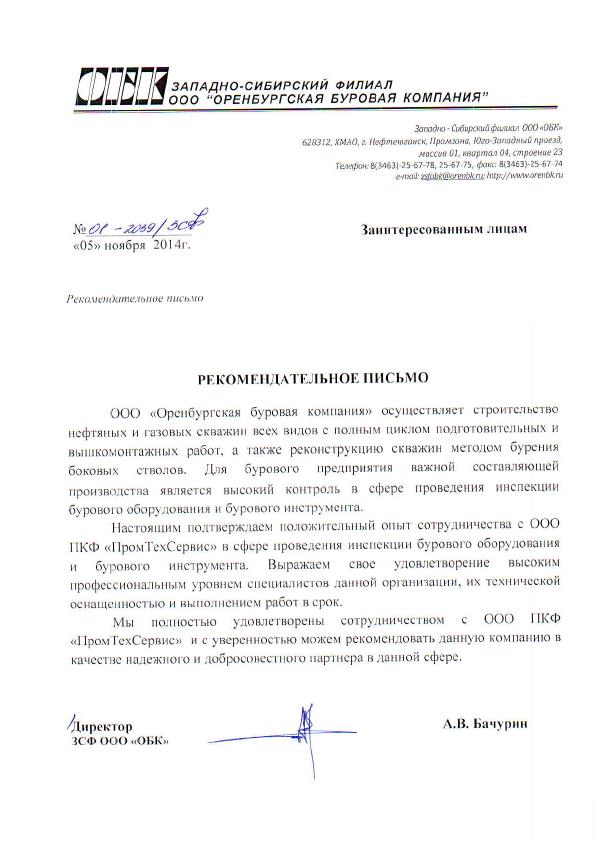 ОБК ЗАПАДНО-СИБИРСКИЙ ФИЛИАЛ
ООО "ОРЕНБУРГСКАЯ БУРОВАЯ КОМПАНИЯ"
Западно - Сибирский филиал ООО «ОБК»
628312, ХМАО, г. Нефтеюганск, Промзона, Юго-Западный проезд,
массив 01, квартал 04, строение 23
Телефон: 8(3463)-25-67-78, 25-67-75, факс: 8(3463)-25-67-74
e-mail: zsfobk@orenbk.ru; http://www.orenbk.ru
№ 01-2039/ЗСФ
«05» ноября 2014г.
Заинтересованным лицам
Рекомендательное письмо
РЕКОМЕНДАТЕЛЬНОЕ ПИСЬМО
ООО «Оренбургская буровая компания» осуществляет строительство
нефтяных и газовых скважин всех видов с полным циклом подготовительных и
вышкомонтажных работ, а также реконструкцию скважин методом бурения
боковых стволов. Для бурового предприятия важной составляющей
производства является высокий контроль в сфере проведения инспекции
бурового оборудования и бурового инструмента.
Настоящим подтверждаем положительный опыт сотрудничества с ООО
ПКФ «ПромТехСервис» в сфере проведения инспекции бурового оборудования
и бурового инструмента. Выражаем свое удовлетворение высоким
профессиональным уровнем специалистов данной организации, их технической
оснащенностью и выполнением работ в срок.
Мы полностью удовлетворены сотрудничеством с ООО ПКФ
«ПромТехСервис» и с уверенностью можем рекомендовать данную компанию в
качестве надежного и добросовестного партнера в данной сфере.
Директор
ЗСФ ООО «ОБК»
А.В. Бачурин